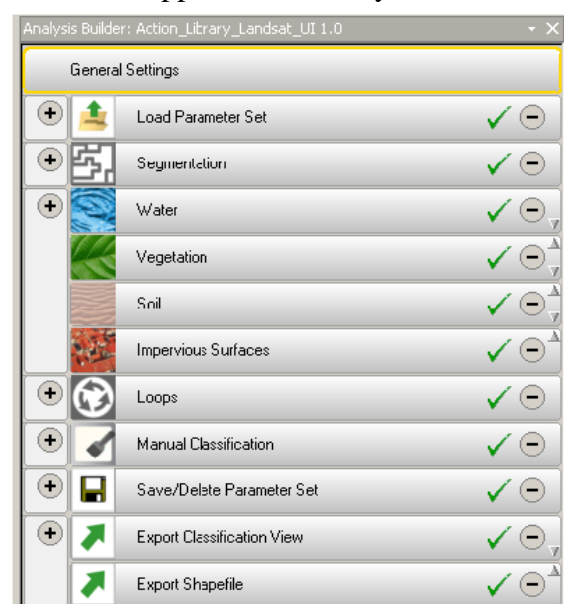 Analysis Builder: Action_Library_Landsat_UI 1.0
General Settings
Load Parameter Set
Segmentation
Water
Vegetation
Soil
Impervious Surfaces
Loops
Manual Classification
Save/Delete Parameter Set
Export Classification View
Export Shapefile